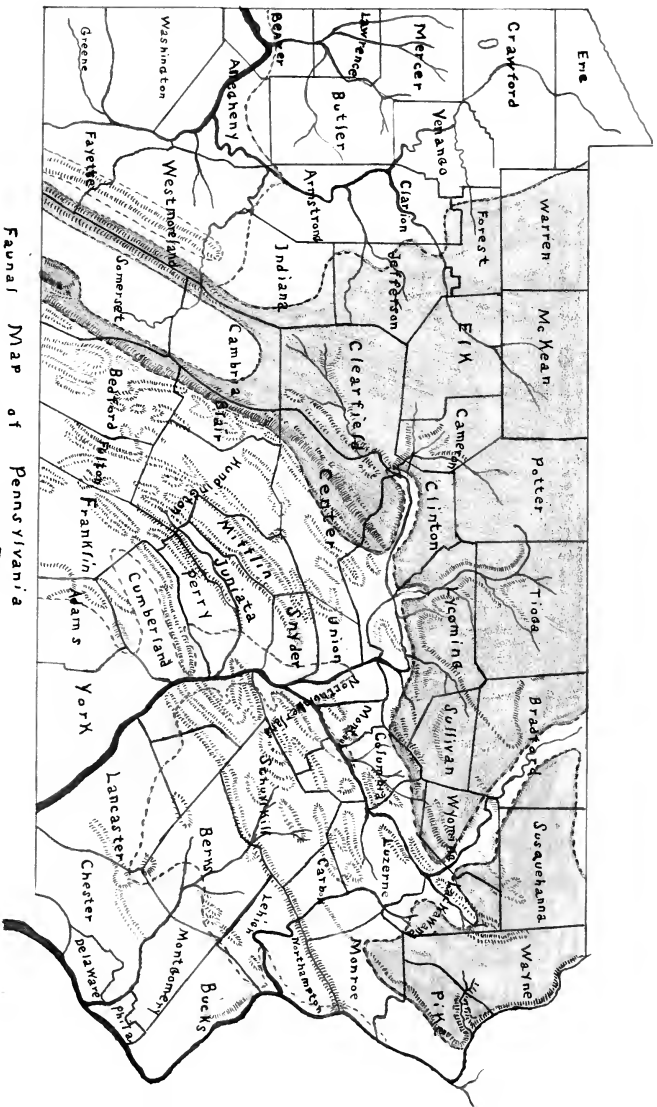 Erie
Crawford
Mercer
Lawrence
Beaver
Venango
Butler
Allegheny
Washington
Greene
Warren
Forest
Clarion
Armstrong
Westmoreland
Fayette
Mc Kean
Elk
Jefferson
Indiana
Cambria
Somerset
Potter
Cameron
Clearfield
Center
Blair
Bedford
Clinton
Huntingdon
Fulton
Mifflin
Juniata
Perry
Franklin
Cumberland
Adams
Tioga
Lycoming
Union
Snyder
Bradford
Sullivan
Columbia
Northumberland
York
Susquehanna
Wyoming
Luzerne
Schuylkill
Lancaster
Wayne
Pike
Monroe
Carbon
Lehigh
Northampton
Berks
Chester
Montgomery
Bucks
Delaware
Phila
Faunal Map of Pennsylvania